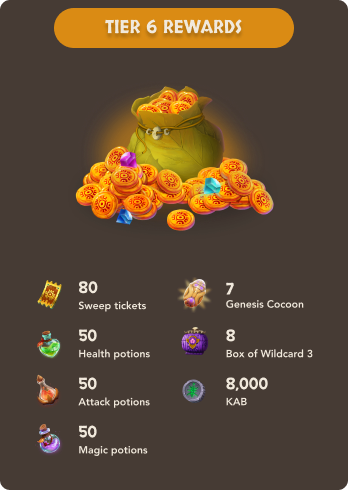 TIER 6 REWARDS
80
Sweep tickets
50
Health potions
50
Attack potions
50
Magic potions
7
Genesis Cocoon
8
Box of Wildcard 3
8,000
KAB